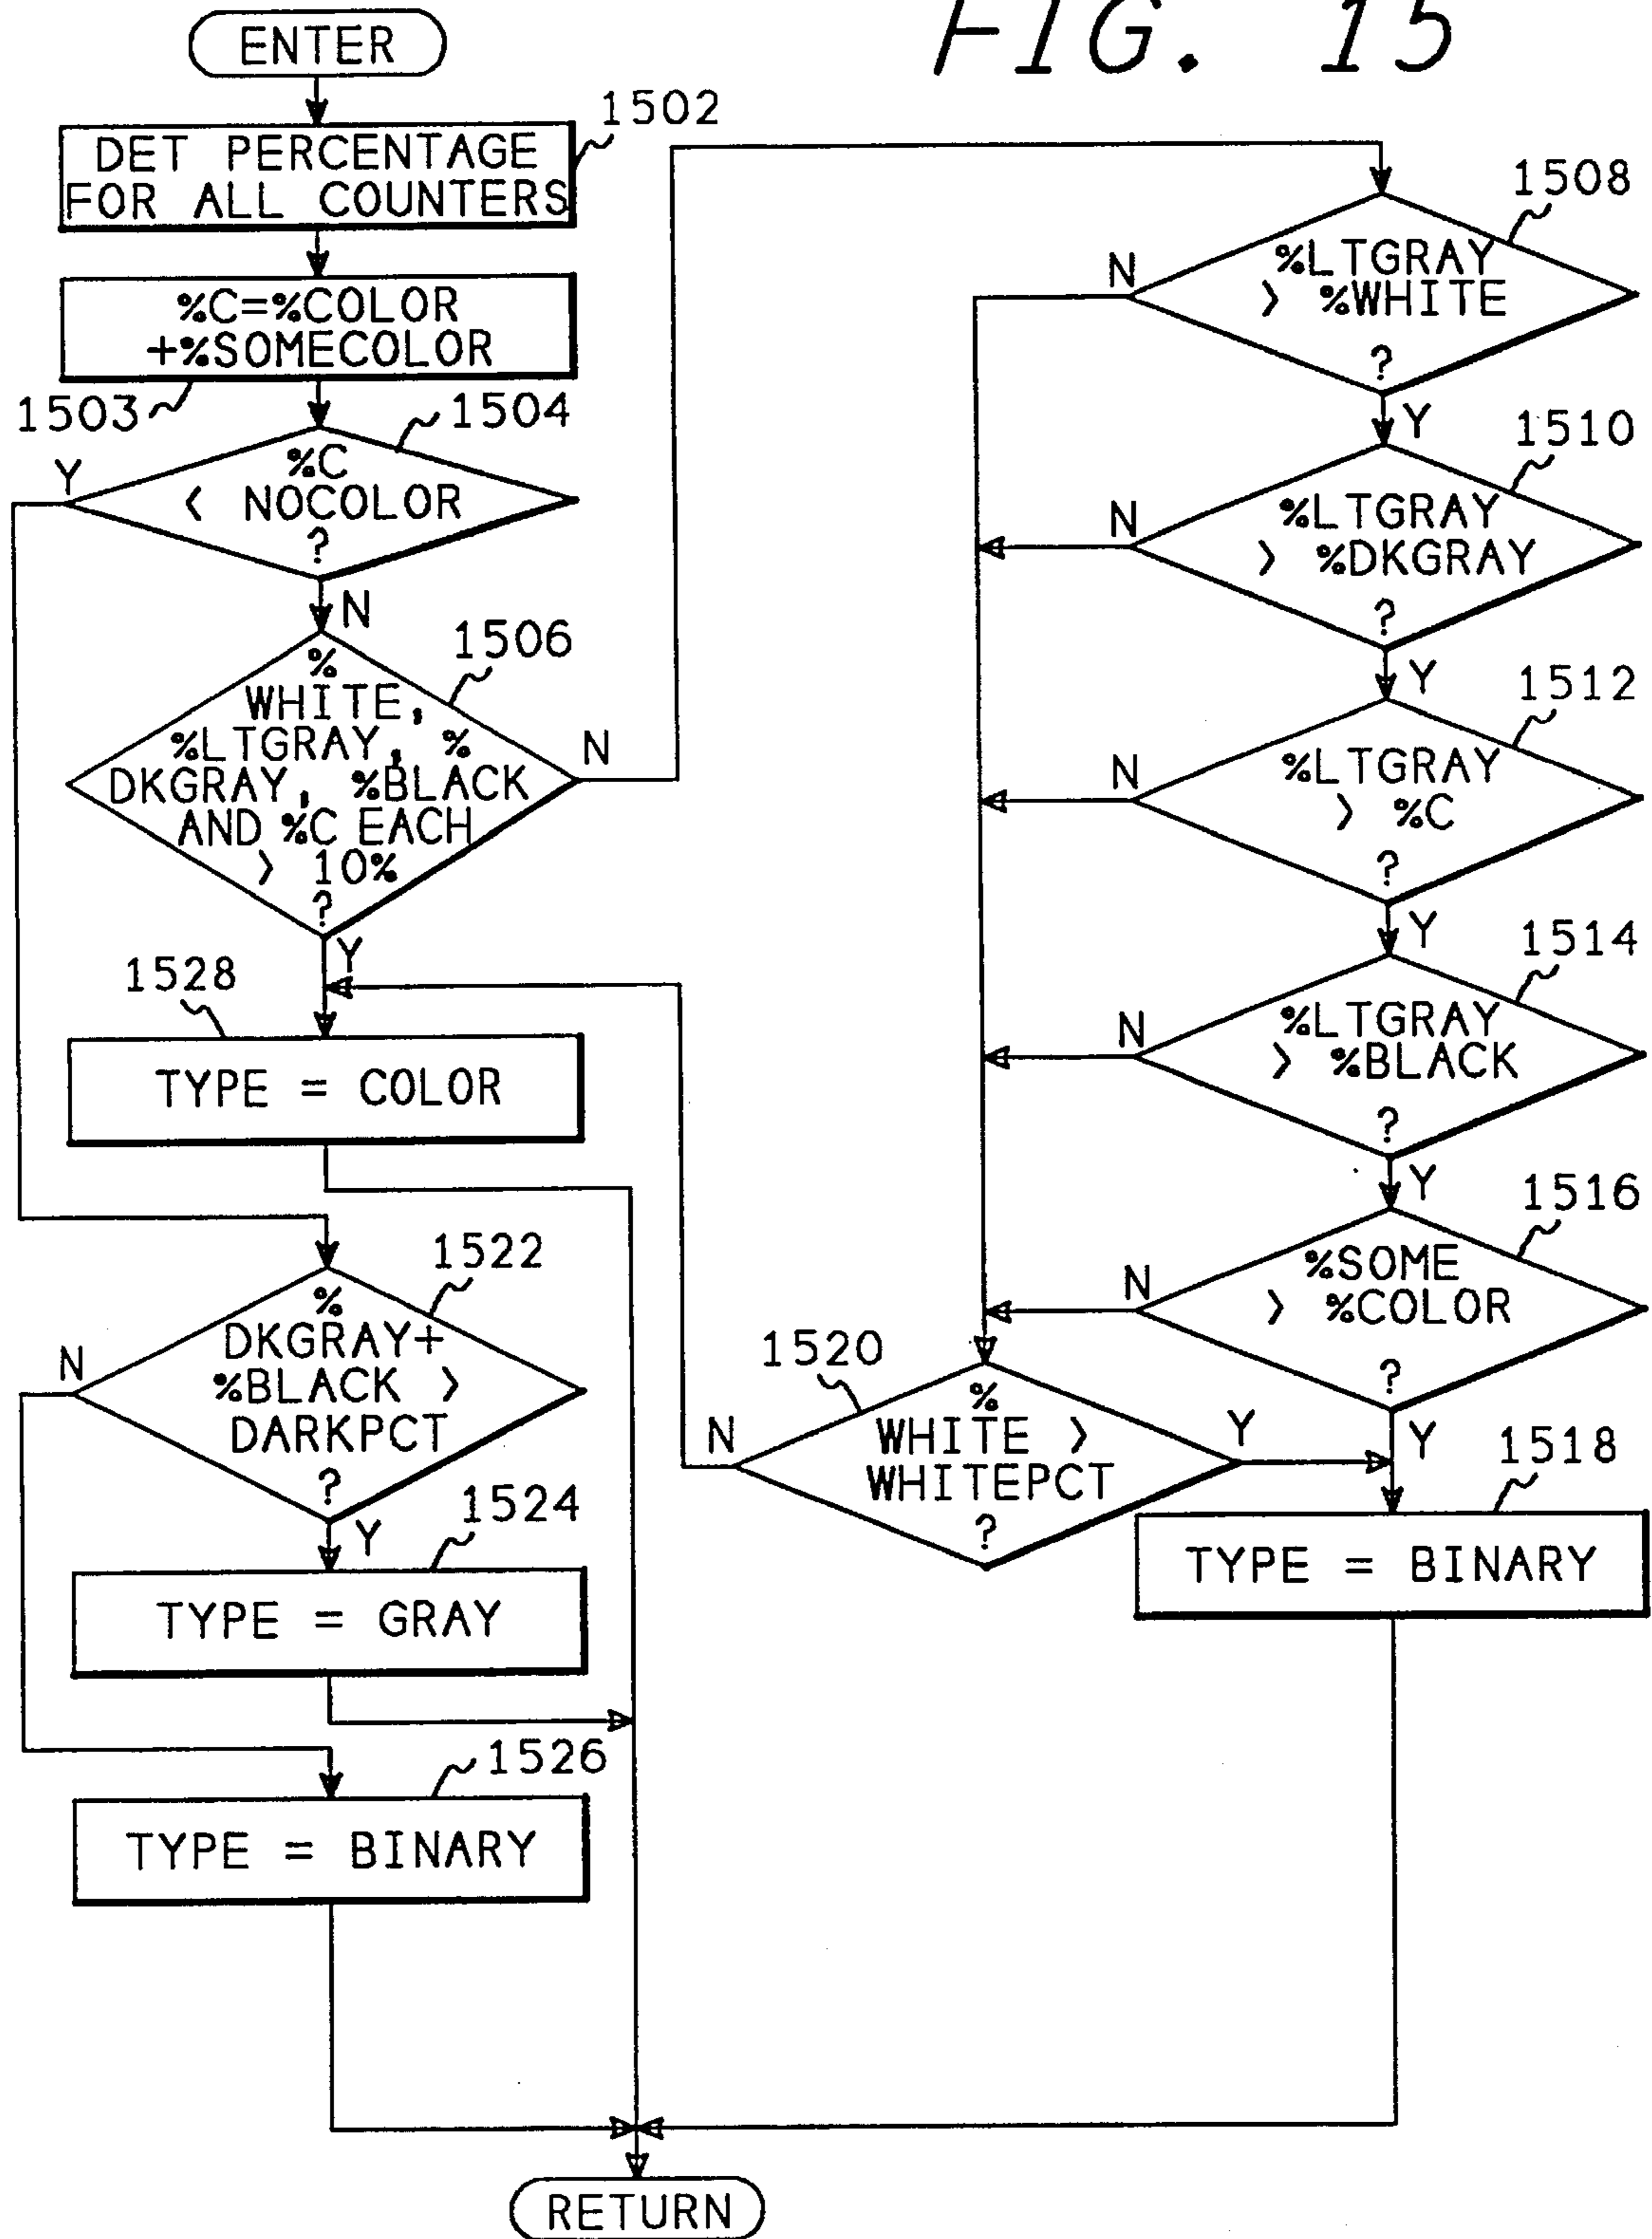 FIG. 15
ENTER
1502
DET PERCENTAGE
FOR ALL COUNTERS
%C=%COLOR
+%SOMECOLOR
1503
1504
%C
< NOCOLOR
?
Y
N
1506
%
WHITE,
%LTGRAY, %
DKGRAY, %BLACK
AND %C EACH
> 10%
?
N
Y
1528
TYPE = COLOR
1522
%
DKGRAY+
%BLACK >
DARKPCT
?
N
Y
1524
TYPE = GRAY
1526
TYPE = BINARY
1508
%LTGRAY
> %WHITE
?
N
Y
1510
%LTGRAY
> %DKGRAY
?
N
Y
1512
%LTGRAY
> %C
?
N
Y
1514
%LTGRAY
> %BLACK
?
N
Y
1516
%SOME
> %COLOR
?
N
Y
1520
%
WHITE >
WHITEPCT
?
N
Y
1518
TYPE = BINARY
RETURN